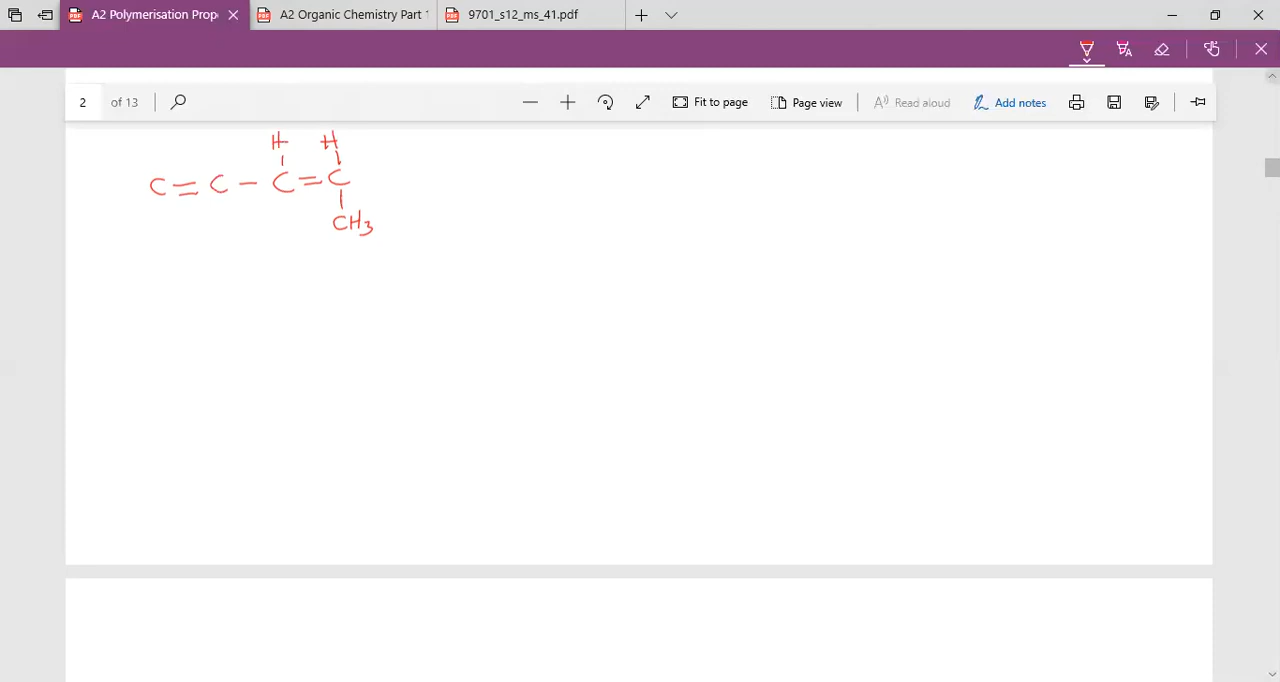 A2 Polymerisation Prop
A2 Organic Chemistry Part 1
9701_s12_ms_41.pdf
2 of 13
Fit to page
Page view
Read aloud
Add notes
H H
C=C-C=C
CH3